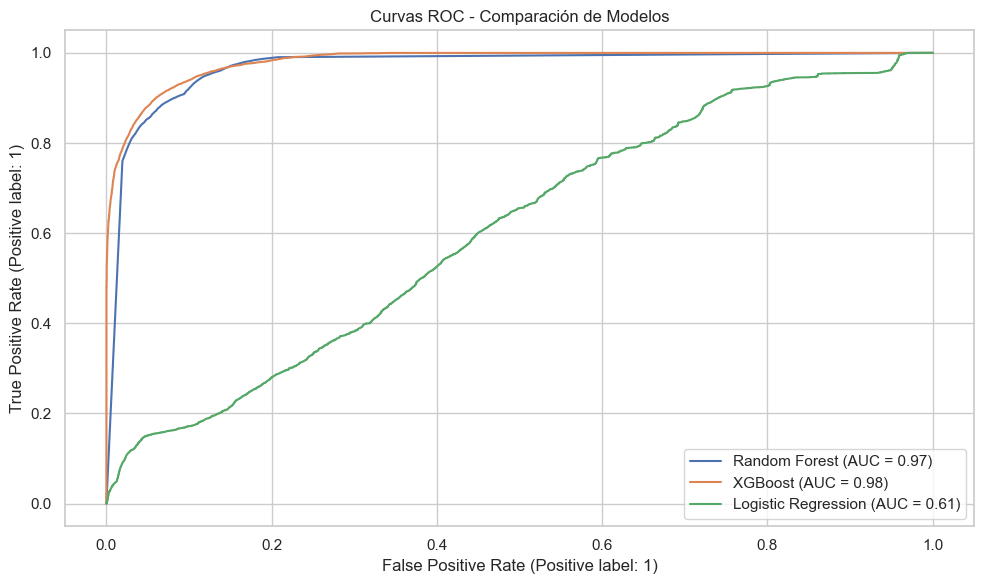 Curvas ROC - Comparación de Modelos
True Positive Rate (Positive label: 1)
1.0
0.8
0.6
0.4
0.2
0.0
0.0 0.2 0.4 0.6 0.8 1.0
False Positive Rate (Positive label: 1)
Random Forest (AUC = 0.97)
XGBoost (AUC = 0.98)
Logistic Regression (AUC = 0.61)